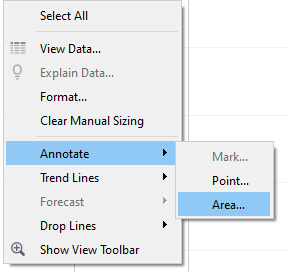 Select All
View Data...
Explain Data...
Format...
Clear Manual Sizing
Annotate
Mark...
Trend Lines
Point...
Forecast
Area...
Drop Lines
Show View Toolbar